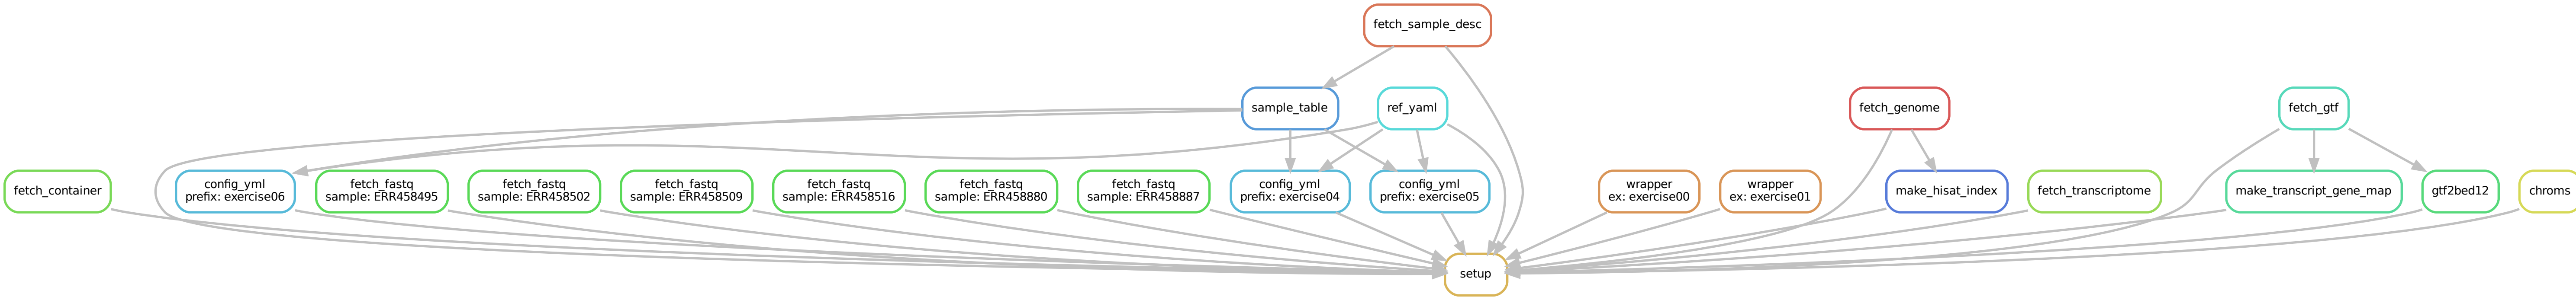 fetch_sample_desc
sample_table
ref_yaml
fetch_genome
fetch_gtf
fetch_container
config_yml
prefix: exercise06
fetch_fastq
sample: ERR458495
fetch_fastq
sample: ERR458502
fetch_fastq
sample: ERR458509
fetch_fastq
sample: ERR458516
fetch_fastq
sample: ERR458880
fetch_fastq
sample: ERR458887
config_yml
prefix: exercise04
config_yml
prefix: exercise05
wrapper
ex: exercise00
wrapper
ex: exercise01
make_hisat_index
fetch_transcriptome
make_transcript_gene_map
gtf2bed12
chroms
setup